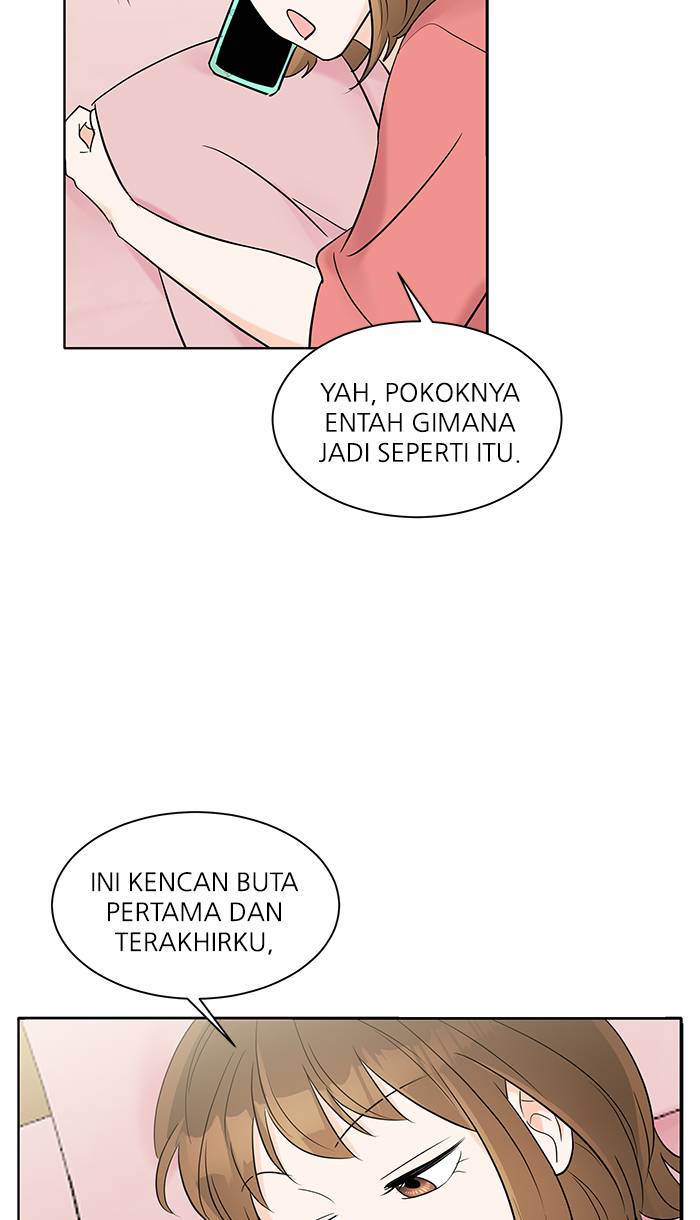 YAH, POKOKNYA
ENTAH GIMANA
JADI SEPERTI ITU.
INI KENCAN BUTA
PERTAMA DAN
TERAKHIRKU,